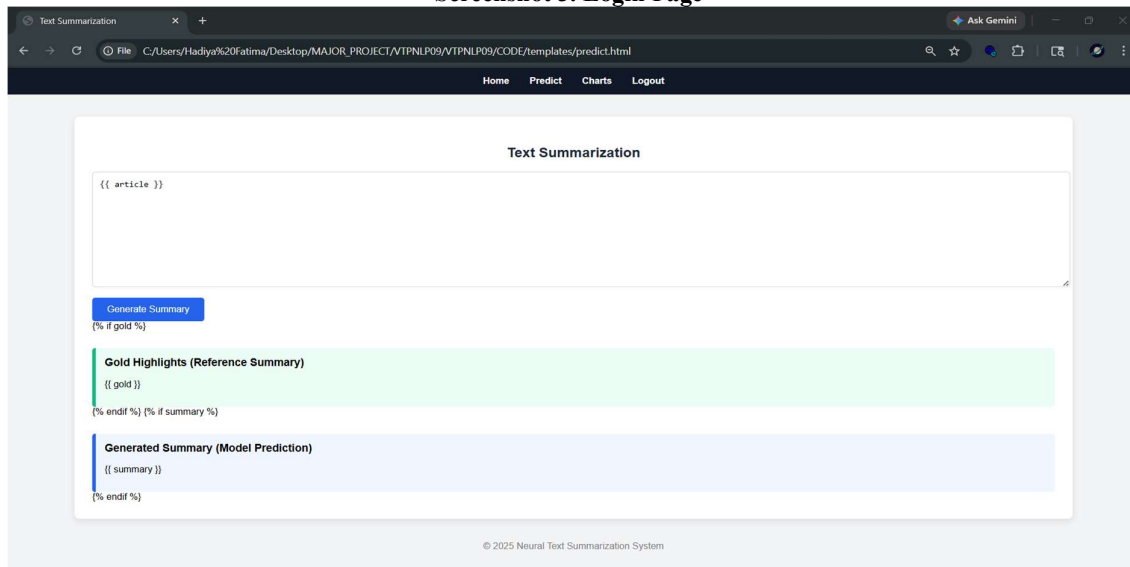 Screenshot 3: Login Page
Text Summarization
Ask Gemini
File C:/Users/Hadiya%20Fatima/Desktop/MAJOR_PROJECT/VTPNLP09/VTPNLP09/CODE/templates/predict.html
Home Predict Charts Logout
Text Summarization
{{ article }}
Generate Summary
{% if gold %}
Gold Highlights (Reference Summary)
{{ gold }}
{% endif %} {% if summary %}
Generated Summary (Model Prediction)
{{ summary }}
{% endif %}
© 2025 Neural Text Summarization System